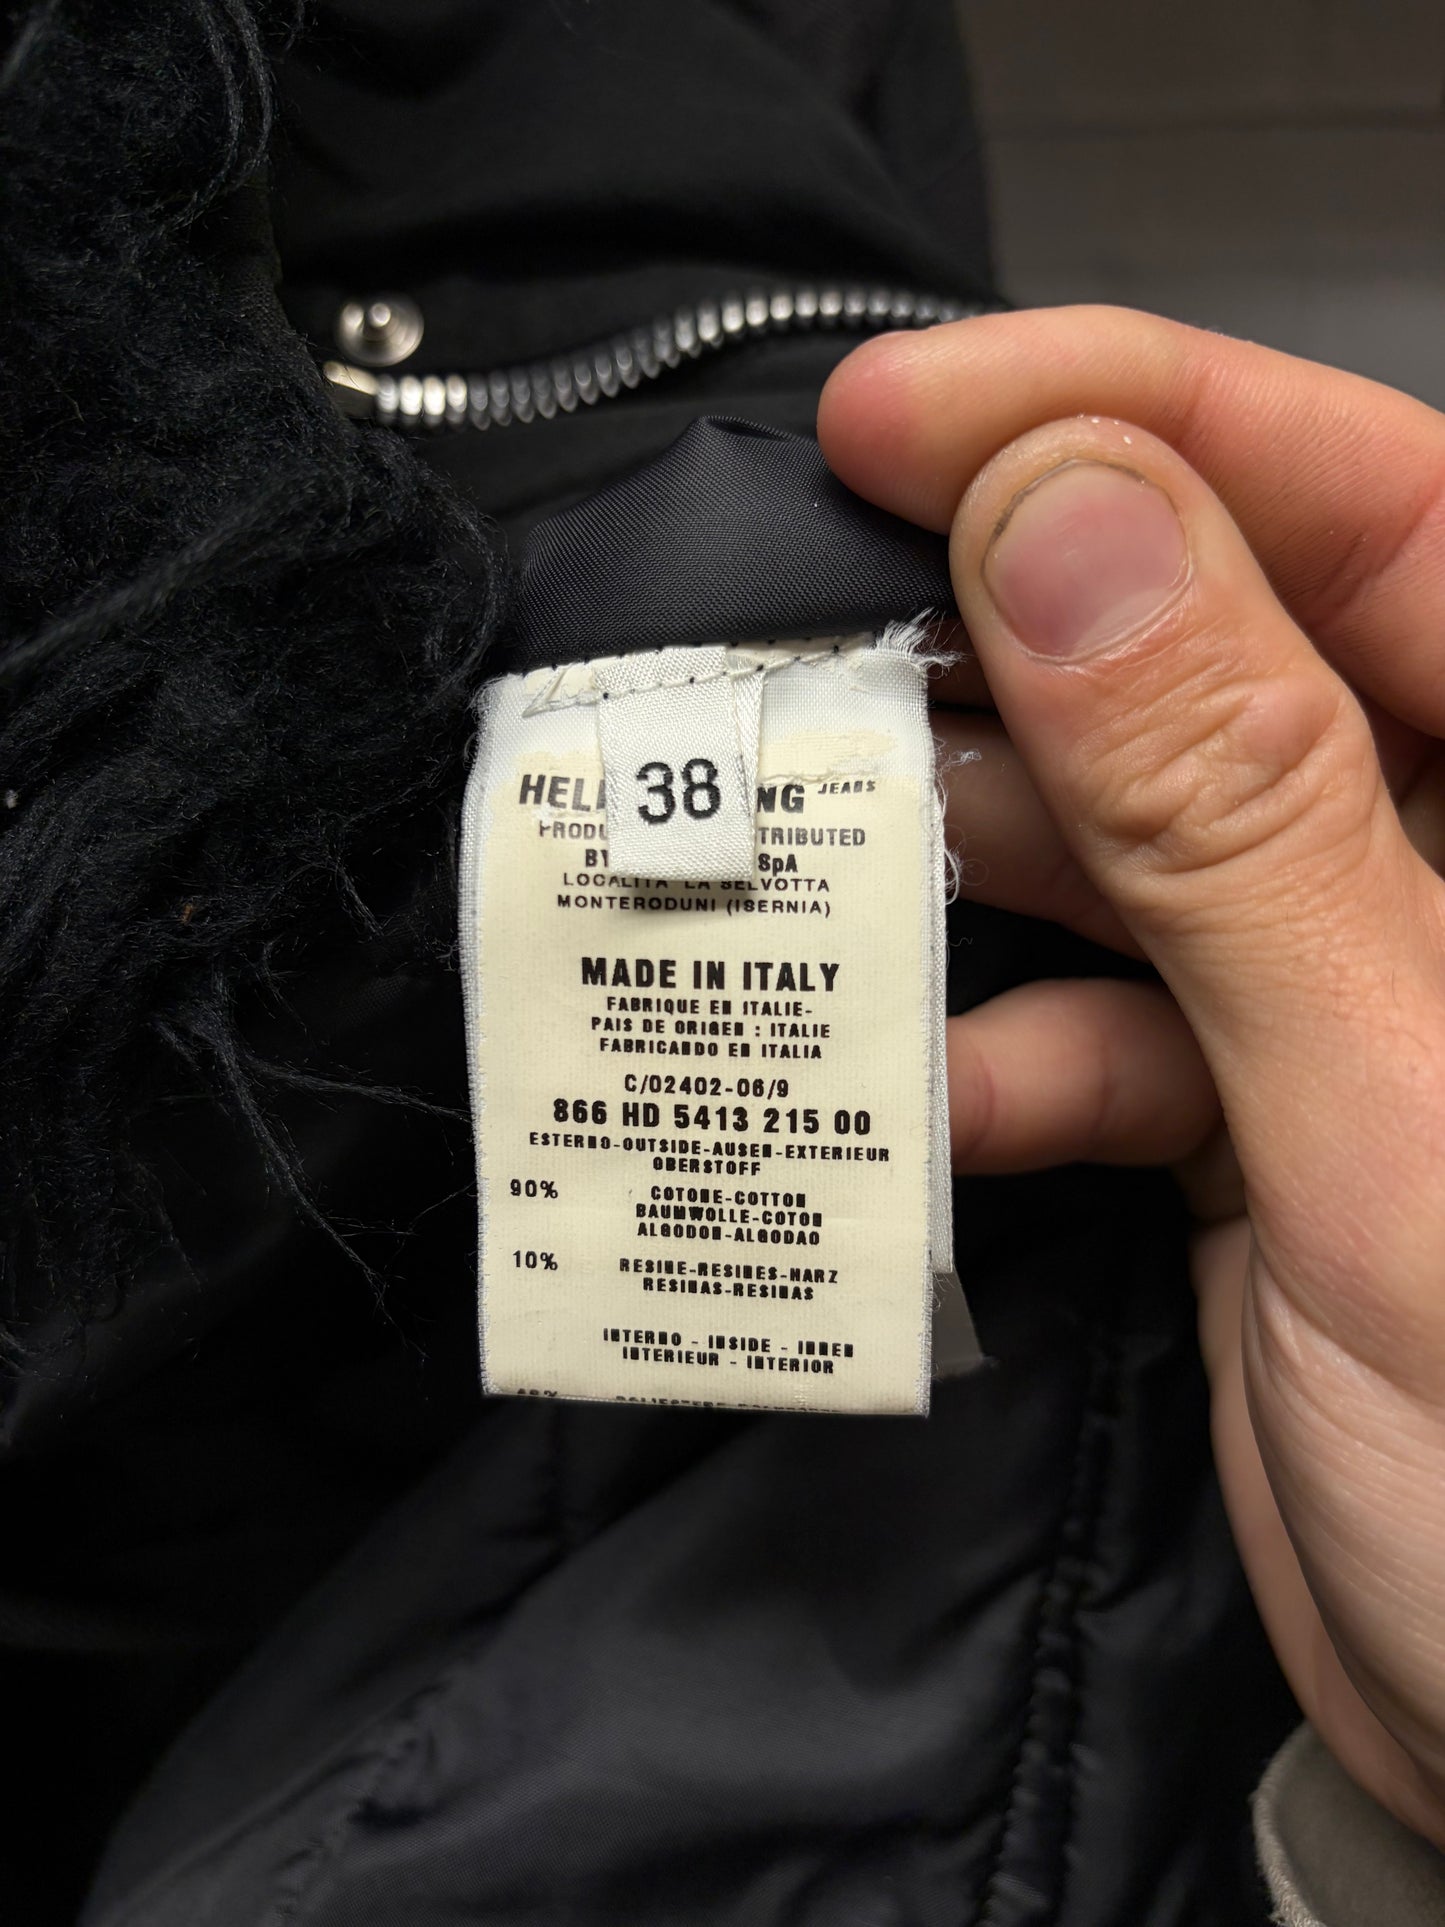 38
HEL NG JEANS
PRODU TRIBUTED
BY SpA
LOCALITA' LA SELVOTTA
MONTERODUNI (ISERNIA)
MADE IN ITALY
FABRIQUE EN ITALIE-
PAIS DE ORIGEN : ITALIE
FABRICANDO EN ITALIA
C/02402-06/9
866 HD 5413 215 00
ESTERNO-OUTSIDE-AUSEN-EXTERIEUR
OBERSTOFF
90% COTONE-COTTON
BAUMWOLLE-COTON
ALGODON-ALGODAO
10% RESINE-RESINES-HARZ
RESINAS-RESINAS
INTERNO - INSIDE - INNEN
INTERIEUR - INTERIOR